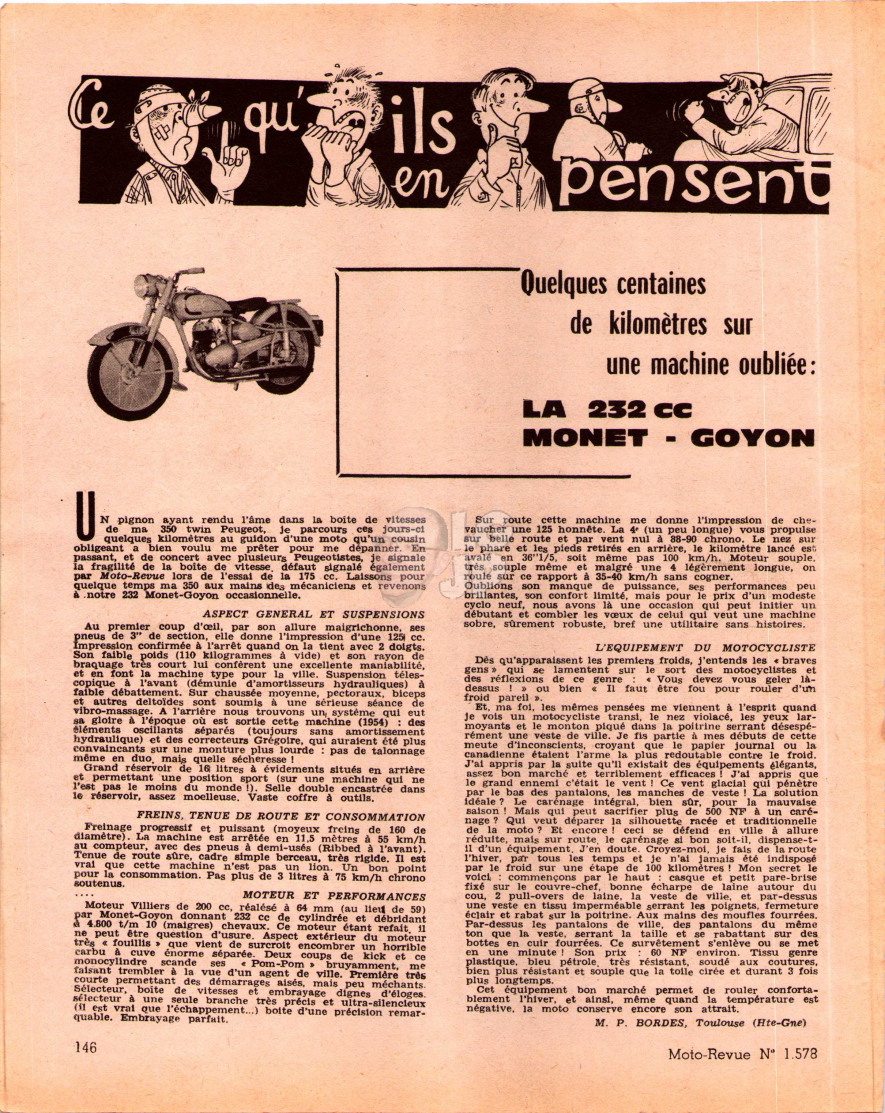 Ce qu' ils en pensent
Quelques centaines
de kilomètres sur
une machine oubliée :
LA 232 cc
MONET - GOYON
UN pignon ayant rendu l'âme dans la boîte de vitesses
de ma 350 twin Peugeot, je parcours ces jours-ci
quelques kilomètres au guidon d'une moto qu'un cousin
obligeant a bien voulu me prêter pour me dépanner. En
passant, et de concert avec plusieurs Peugeotistes, je signale
la fragilité de la boîte de vitesse, défaut signalé également
par Moto-Revue lors de l'essai de la 175 cc. Laissons pour
quelque temps ma 350 aux mains des mécaniciens et revenons
à notre 232 Monet-Goyon occasionnelle.
ASPECT GENERAL ET SUSPENSIONS
Au premier coup d'œil, par son allure maigrichonne, ses
pneus de 3" de section, elle donne l'impression d'une 125 cc.
Impression confirmée à l'arrêt quand on la tient avec 2 doigts.
Son faible poids (110 kilogrammes à vide) et son rayon de
braquage très court lui confèrent une excellente maniabilité,
et en font la machine type pour la ville. Suspension téles-
copique à l'avant (démunie d'amortisseurs hydrauliques) à
faible débattement. Sur chaussée moyenne, pectoraux, biceps
et autres deltoïdes sont soumis à une sérieuse séance de
vibro-massage. A l'arrière nous trouvons un système qui eut
sa gloire à l'époque où est sortie cette machine (1954) : des
éléments oscillants séparés (toujours sans amortissement
hydraulique) et des correcteurs Grégoire, qui auraient été plus
convaincants sur une monture plus lourde : pas de talonnage
même en duo, mais quelle sécheresse !
Grand réservoir de 16 litres à évidements situés en arrière
et permettant une position sport (sur une machine qui ne
l'est pas le moins du monde !). Selle double encastrée dans
le réservoir, assez moelleuse. Vaste coffre à outils.
FREINS, TENUE DE ROUTE ET CONSOMMATION
Freinage progressif et puissant (moyeux freins de 160 de
diamètre). La machine est arrêtée en 11,5 mètres à 55 km/h
au compteur, avec des pneus à demi-usés (Ribbed à l'avant).
Tenue de route sûre, cadre simple berceau, très rigide. Il est
vrai que cette machine n'est pas un lion. Un bon point
pour la consommation. Pas plus de 3 litres à 75 km/h chrono
soutenus.
....
MOTEUR ET PERFORMANCES
Moteur Villiers de 200 cc, réalésé à 64 mm (au lieu de 59)
par Monet-Goyon donnant 232 cc de cylindrée et débridant
à 4.800 t/m 10 (maigres) chevaux. Ce moteur étant refait, il
ne peut être question d'usure. Aspect extérieur du moteur
très « fouillis » que vient de surcroit encombrer un horrible
carbu à cuve énorme séparée. Deux coups de kick et ce
monocylindre scande ses « Pom-Pom » bruyamment, me
faisant trembler à la vue d'un agent de ville. Première très
courte permettant des démarrages aisés, mais peu méchants.
Sélecteur, boîte de vitesses et embrayage dignes d'éloges.
sélecteur à une seule branche très précis et ultra-silencieux
(il est vrai que l'échappement...) boite d'une précision remar-
quable. Embrayage parfait.
Sur route cette machine me donne l'impression de che-
vaucher une 125 honnête. La 4e (un peu longue) vous propulse
sur belle route et par vent nul à 88-90 chrono. Le nez sur
le phare et les pieds retirés en arrière, le kilomètre lancé est
avalé en 36"1/5, soit même pas 100 km/h. Moteur souple,
très souple même et malgré une 4 légèrement longue, on
roule sur ce rapport à 35-40 km/h sans cogner.
Oublions son manque de puissance, ses performances peu
brillantes, son confort limité, mais pour le prix d'un modeste
cyclo neuf, nous avons là une occasion qui peut initier un
débutant et combler les vœux de celui qui veut une machine
sobre, sûrement robuste, bref une utilitaire sans histoires.
L'EQUIPEMENT DU MOTOCYCLISTE
Dès qu'apparaissent les premiers froids, j'entends les « braves
gens » qui se lamentent sur le sort des motocyclistes et
des réflexions de ce genre : « Vous devez vous geler là-
dessus ! » ou bien « Il faut être fou pour rouler d'un
froid pareil ».
Et, ma foi, les mêmes pensées me viennent à l'esprit quand
je vois un motocycliste transi, le nez violacé, les yeux lar-
moyants et le monton piqué dans la poitrine serrant désespé-
rément une veste de ville. Je fis partie à mes débuts de cette
meute d'inconscients, croyant que le papier journal ou la
canadienne étaient l'arme la plus redoutable contre le froid.
J'ai appris par la suite qu'il existait des équipements élégants,
assez bon marché et terriblement efficaces ! J'ai appris que
le grand ennemi c'était le vent ! Ce vent glacial qui pénètre
par le bas des pantalons, les manches de veste ! La solution
idéale ? Le carénage intégral, bien sûr, pour la mauvaise
saison ! Mais qui peut sacrifier plus de 500 NF à un caré-
nage ? Qui veut déparer la silhouette racée et traditionnelle
de la moto ? Et encore ! ceci se défend en ville à allure
réduite, mais sur route, le carénage si bon soit-il, dispense-t-
il d'un équipement. J'en doute. Croyez-moi, je fais de la route
l'hiver, par tous les temps et je n'ai jamais été indisposé
par le froid sur une étape de 100 kilomètres ! Mon secret le
voici : commençons par le haut : casque et petit pare-brise
fixé sur le couvre-chef, bonne écharpe de laine autour du
cou, 2 pull-overs de laine, la veste de ville, et par-dessus
une veste en tissu imperméable serrant les poignets, fermeture
éclair et rabat sur la poitrine. Aux mains des moufles fourrées.
Par-dessus les pantalons de ville, des pantalons du même
ton que la veste, serrant la taille et se rabattant sur des
bottes en cuir fourrées. Ce survêtement s'enlève ou se met
en une minute ! Son prix : 60 NF environ. Tissu genre
plastique, bleu pétrole, très résistant, soudé aux coutures,
bien plus résistant et souple que la toile cirée et durant 3 fois
plus longtemps.
Cet équipement bon marché permet de rouler conforta-
blement l'hiver, et ainsi, même quand la température est
négative, la moto conserve encore son attrait.
M. P. BORDES, Toulouse (Hte-Gne)
146
Moto-Revue N° 1.578